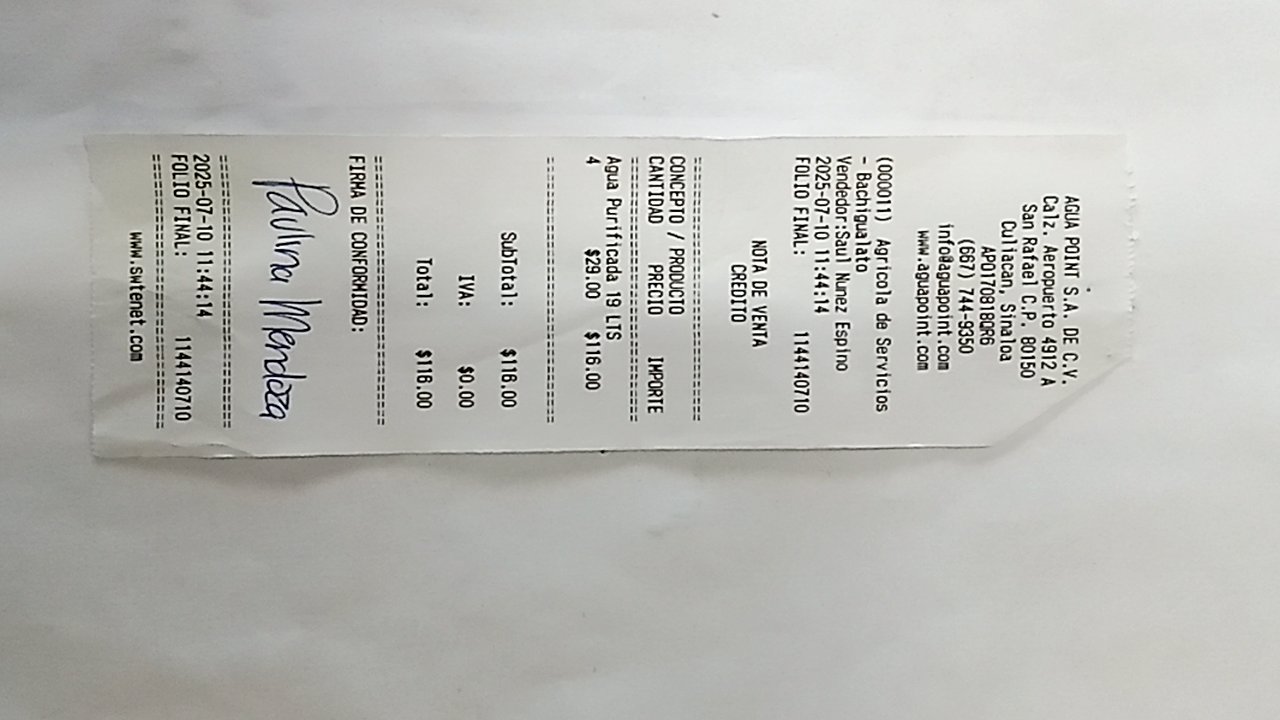 AGUA POINT S.A. DE C.V.
Calz. Aeropuerto 4912 A
San Rafael C.P. 80150
Culiacan, Sinaloa
APO170818QR6
(667) 744-9350
info@aguapoint.com
www.aguapoint.com
(000011) Agricola de Servicios
- Bachigualato
Vendedor:Saul Nunez Espino
2025-07-10 11:44:14
FOLIO FINAL: 1144140710
NOTA DE VENTA
CREDITO
==============================
CONCEPTO / PRODUCTO
CANTIDAD PRECIO IMPORTE
==============================
Agua Purificada 19 LTS
4 $29.00 $116.00
==============================
SubTotal: $116.00
IVA: $0.00
Total: $116.00
==============================
FIRMA DE CONFORMIDAD:
Paulina Mendoza
==============================
2025-07-10 11:44:14
FOLIO FINAL: 1144140710
==============================
www.swtenet.com